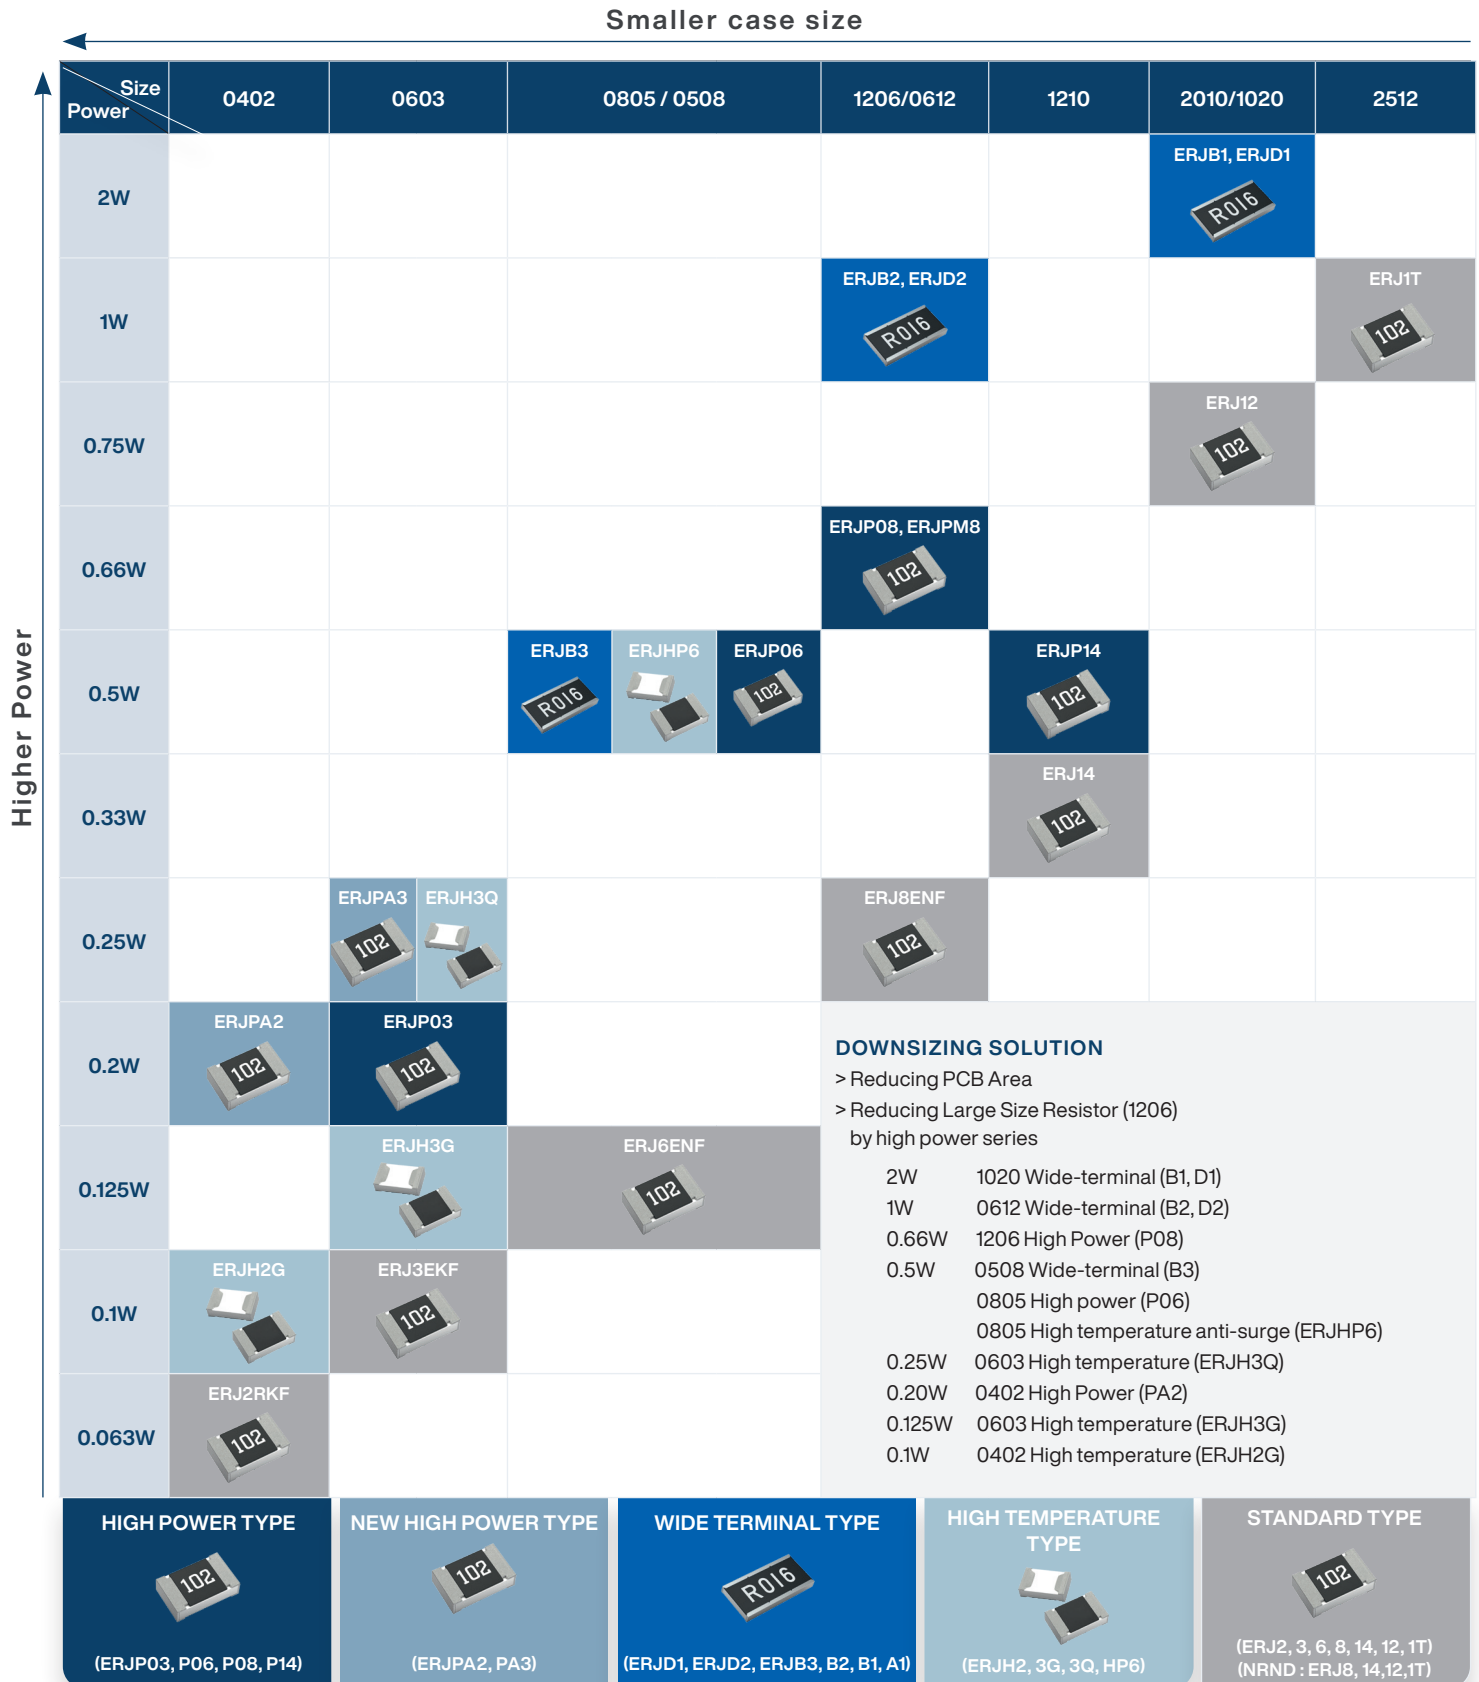 Smaller case size
Size
Power
0402 0603 0805 / 0508 1206/0612 1210 2010/1020 2512
Higher Power
2W
ERJB1, ERJD1
R016
1W
ERJB2, ERJD2
R016
ERJ1T
102
0.75W
ERJ12
102
0.66W
ERJP08, ERJPM8
102
0.5W
ERJB3
R016
ERJHP6
ERJP06
102
ERJP14
102
0.33W
ERJ14
102
0.25W
ERJPA3
102
ERJH3Q
ERJ8ENF
102
0.2W
ERJPA2
102
ERJP03
102
0.125W
ERJH3G
ERJ6ENF
102
0.1W
ERJH2G
ERJ3EKF
102
0.063W
ERJ2RKF
102
DOWNSIZING SOLUTION
> Reducing PCB Area
> Reducing Large Size Resistor (1206)
by high power series
2W 1020 Wide-terminal (B1, D1)
1W 0612 Wide-terminal (B2, D2)
0.66W 1206 High Power (P08)
0.5W 0508 Wide-terminal (B3)
0805 High power (P06)
0805 High temperature anti-surge (ERJHP6)
0.25W 0603 High temperature (ERJH3Q)
0.20W 0402 High Power (PA2)
0.125W 0603 High temperature (ERJH3G)
0.1W 0402 High temperature (ERJH2G)
HIGH POWER TYPE
102
(ERJP03, P06, P08, P14)
NEW HIGH POWER TYPE
102
(ERJPA2, PA3)
WIDE TERMINAL TYPE
R016
(ERJD1, ERJD2, ERJB3, B2, B1, A1)
HIGH TEMPERATURE
TYPE
(ERJH2, 3G, 3Q, HP6)
STANDARD TYPE
102
(ERJ2, 3, 6, 8, 14, 12, 1T)
(NRND : ERJ8, 14,12,1T)